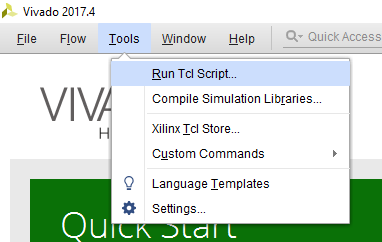 Vivado 2017.4
File Flow Tools Window Help Quick Access
Run Tcl Script...
Compile Simulation Libraries...
Xilinx Tcl Store...
Custom Commands
Language Templates
Settings...
VIVA
H
Quick Start